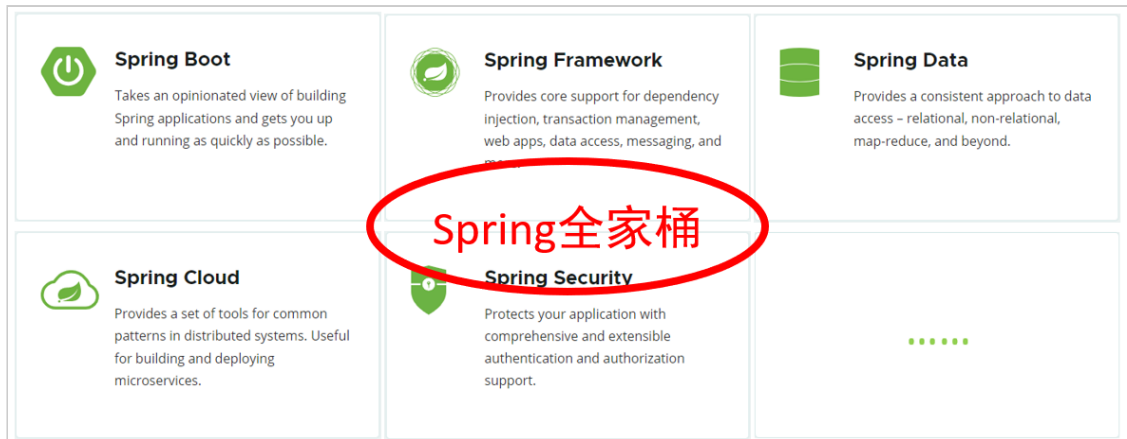 Spring Boot
Takes an opinionated view of building
Spring applications and gets you up
and running as quickly as possible.
Spring Framework
Provides core support for dependency
injection, transaction management,
web apps, data access, messaging, and
more.
Spring Data
Provides a consistent approach to data
access – relational, non-relational,
map-reduce, and beyond.
Spring全家桶
Spring Cloud
Provides a set of tools for common
patterns in distributed systems. Useful
for building and deploying
microservices.
Spring Security
Protects your application with
comprehensive and extensible
authentication and authorization
support.
......